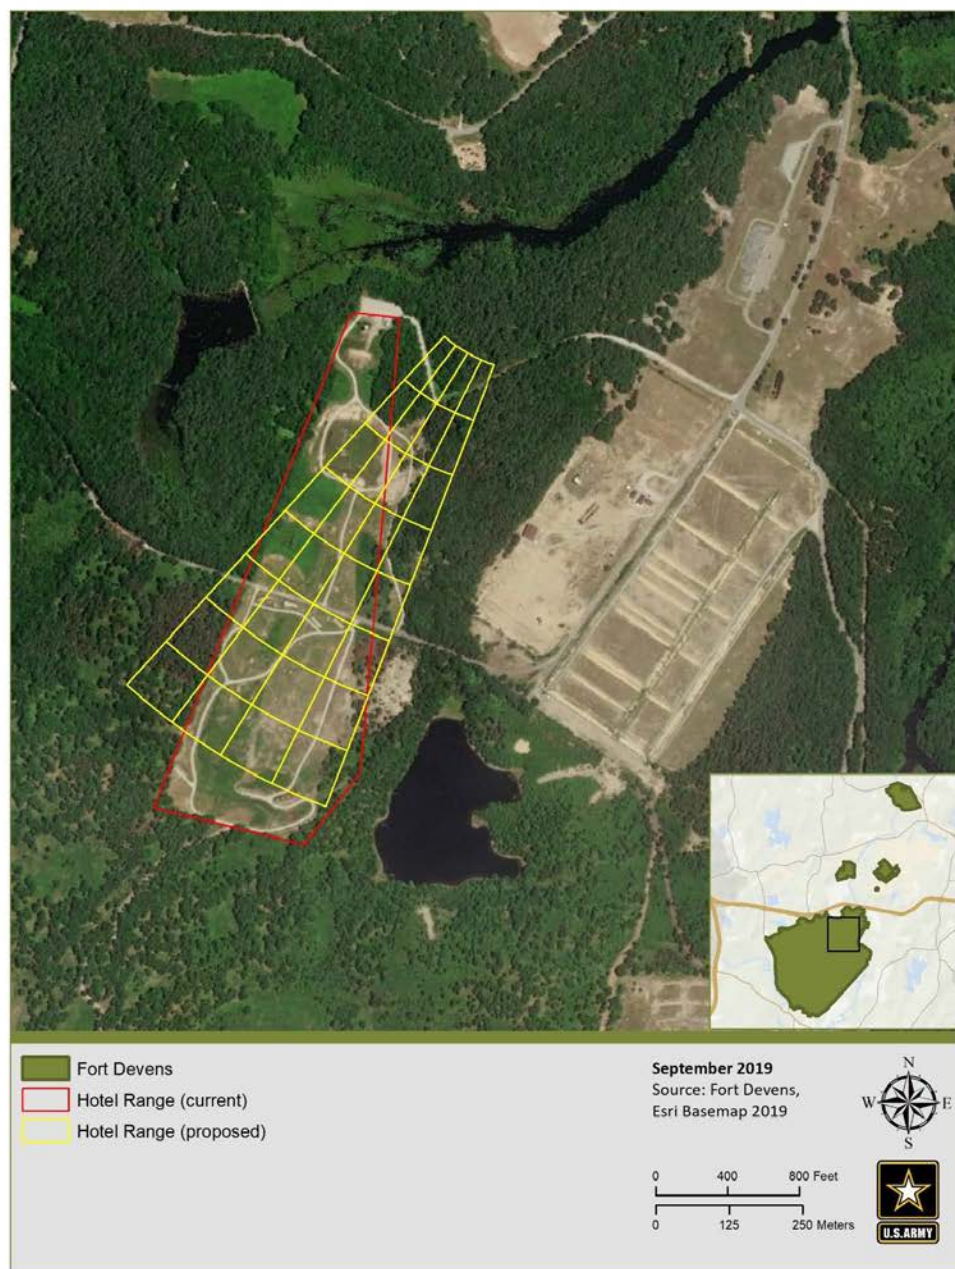 Fort Devens
Hotel Range (current)
Hotel Range (proposed)
September 2019
Source: Fort Devens,
Esri Basemap 2019
N
W
E
S
0 400 800 Feet
0 125 250 Meters
U.S.ARMY